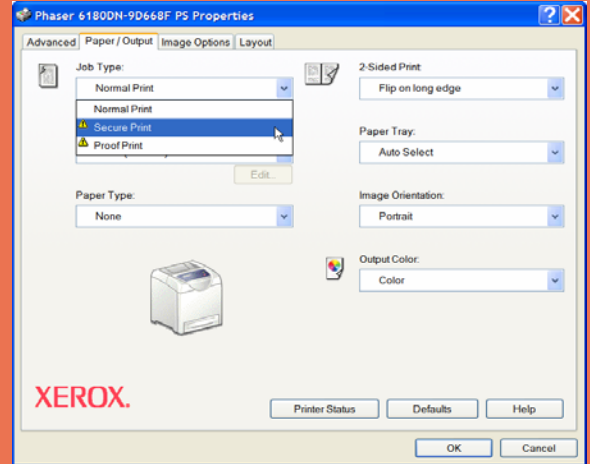 Phaser 6180DN-9D668F PS Properties
Advanced Paper / Output Image Options Layout
Job Type:
Normal Print
Normal Print
Secure Print
Proof Print
Edit...
Paper Type:
None
2-Sided Print:
Flip on long edge
Paper Tray:
Auto Select
Image Orientation:
Portrait
Output Color:
Color
XEROX.
Printer Status Defaults Help
OK Cancel